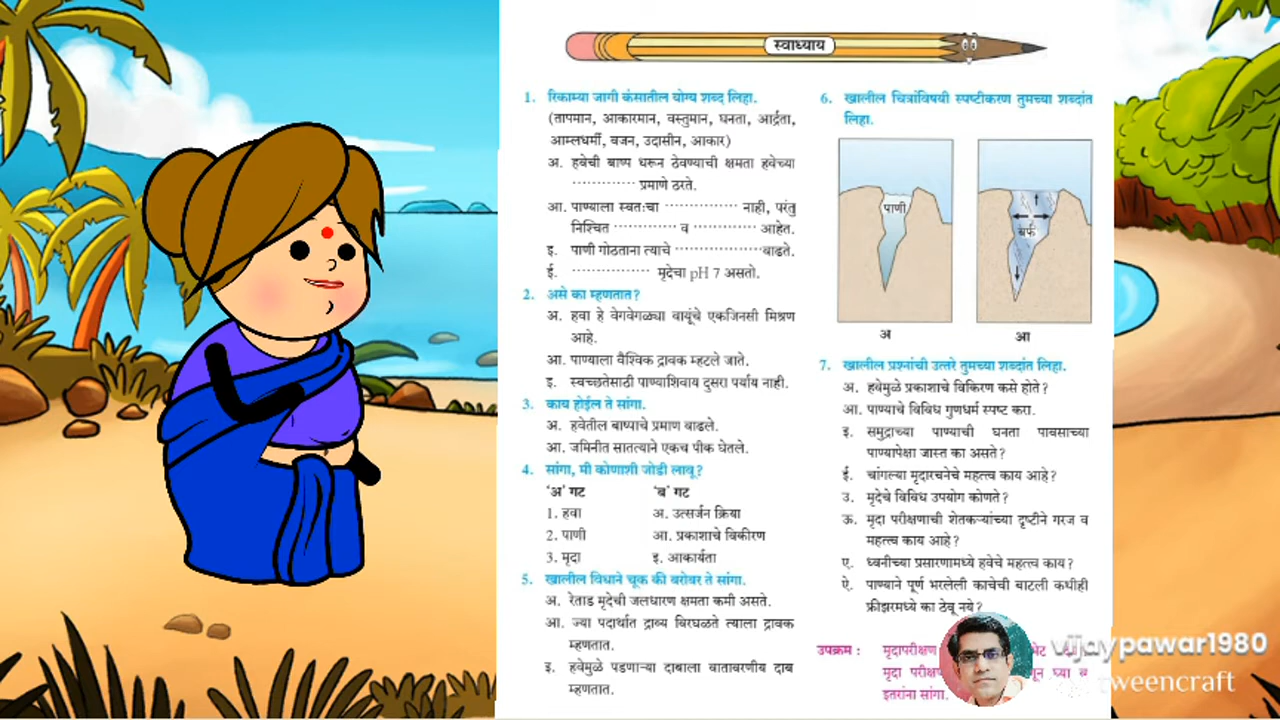 स्वाध्याय
1. रिकाम्या जागी कंसातील योग्य शब्द लिहा.
(तापमान, आकारमान, वस्तुमान, घनता, आर्द्रता,
आम्लधर्मी, वजन, उदासीन, आकार)
अ. हवेची बाष्प धरून ठेवण्याची क्षमता हवेच्या
............. प्रमाणे ठरते.
आ. पाण्याला स्वतःचा ............... नाही, परंतु
निश्चित ............. व ............. आहेत.
इ. पाणी गोठताना त्याचे .................. वाढते.
ई. ................ मृदेचा pH 7 असतो.
2. असे का म्हणतात?
अ. हवा हे वेगवेगळ्या वायूंचे एकजिनसी मिश्रण
आहे.
आ. पाण्याला वैश्विक द्रावक म्हटले जाते.
इ. स्वच्छतेसाठी पाण्याशिवाय दुसरा पर्याय नाही.
3. काय होईल ते सांगा.
अ. हवेतील बाष्पाचे प्रमाण वाढले.
आ. जमिनीत सातत्याने एकच पीक घेतले.
4. सांगा, मी कोणाशी जोडी लावू?
'अ' गट 'ब' गट
1. हवा अ. उत्सर्जन क्रिया
2. पाणी आ. प्रकाशाचे विकीरण
3. मृदा इ. आकार्यता
5. खालील विधाने चूक की बरोबर ते सांगा.
अ. रेताड मृदेची जलधारण क्षमता कमी असते.
आ. ज्या पदार्थात द्रव्य विरघळते त्याला द्रावक
म्हणतात.
इ. हवेमुळे पडणाऱ्या दाबाला वातावरणीय दाब
म्हणतात.
6. खालील चित्रांविषयी स्पष्टीकरण तुमच्या शब्दांत
लिहा.
पाणी
बर्फ
अ
आ
7. खालील प्रश्नांची उत्तरे तुमच्या शब्दांत लिहा.
अ. हवेमुळे प्रकाशाचे विकिरण कसे होते?
आ. पाण्याचे विविध गुणधर्म स्पष्ट करा.
इ. समुद्राच्या पाण्याची घनता पावसाच्या
पाण्यापेक्षा जास्त का असते?
ई. चांगल्या मृदारचनेचे महत्त्व काय आहे?
उ. मृदेचे विविध उपयोग कोणते?
ऊ. मृदा परीक्षणाची शेतकऱ्यांच्या दृष्टीने गरज व
महत्त्व काय आहे?
ए. ध्वनीच्या प्रसारणामध्ये हवेचे महत्त्व काय?
ऐ. पाण्याने पूर्ण भरलेली काचेची बाटली कधीही
फ्रीझरमध्ये का ठेवू नये?
उपक्रम : मृदापरीक्षण
मृदा
इतरांना सांगा.
vijaypawar1980
tweencraft